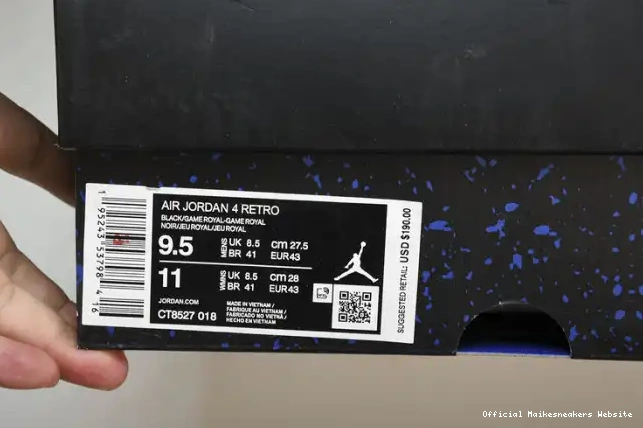 AIR JORDAN 4 RETRO
BLACK/GAME ROYAL-GAME ROYAL
NOIR/JEU ROYAL/JEU ROYAL
9.5 MENS UK 8.5 cm 27.5
BR 41 EUR43
11 WMNS UK 8.5 cm 28
BR 41 EUR43
JORDAN.COM
CT8527 018
MADE IN VIETNAM /
FABRIQUE AU VIETNAM /
FABRICADO NO VIETNÃ /
HECHO EN VIETNAM
SUGGESTED RETAIL: USD $190.00
Official Maikesneakers Website